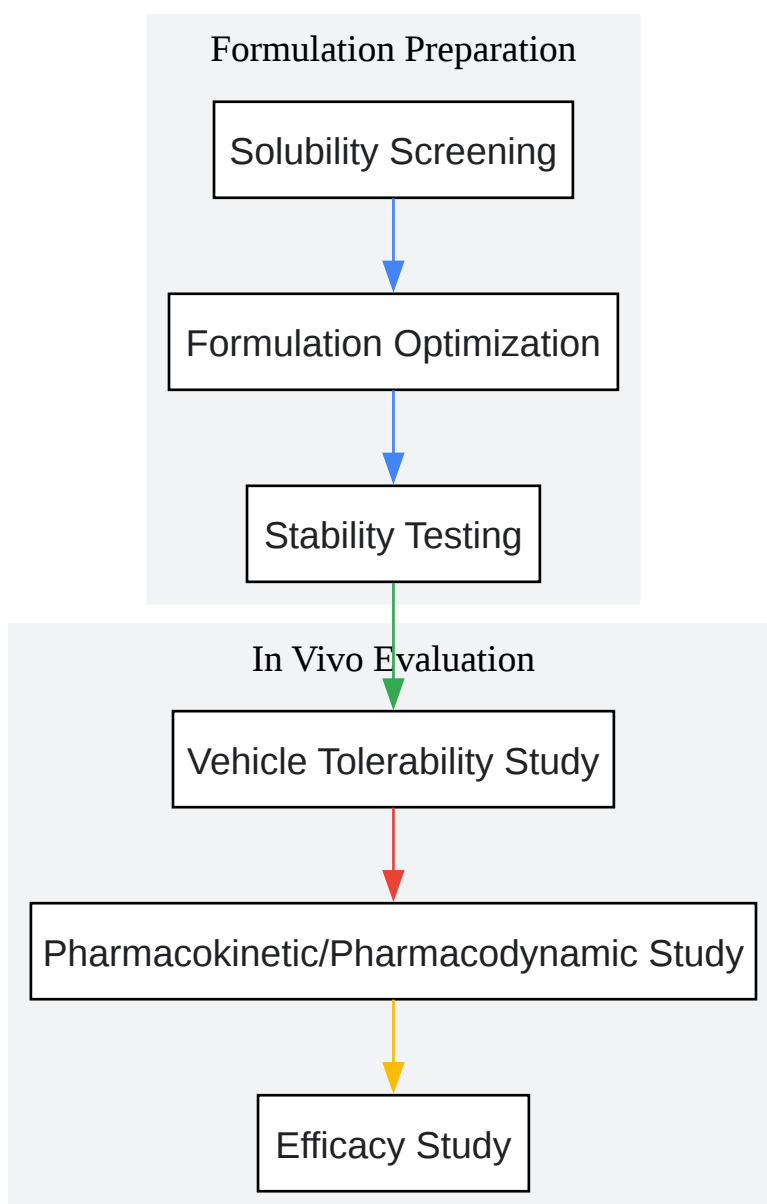 Formulation Preparation
Solubility Screening
Formulation Optimization
Stability Testing
In Vivo Evaluation
Vehicle Tolerability Study
Pharmacokinetic/Pharmacodynamic Study
Efficacy Study